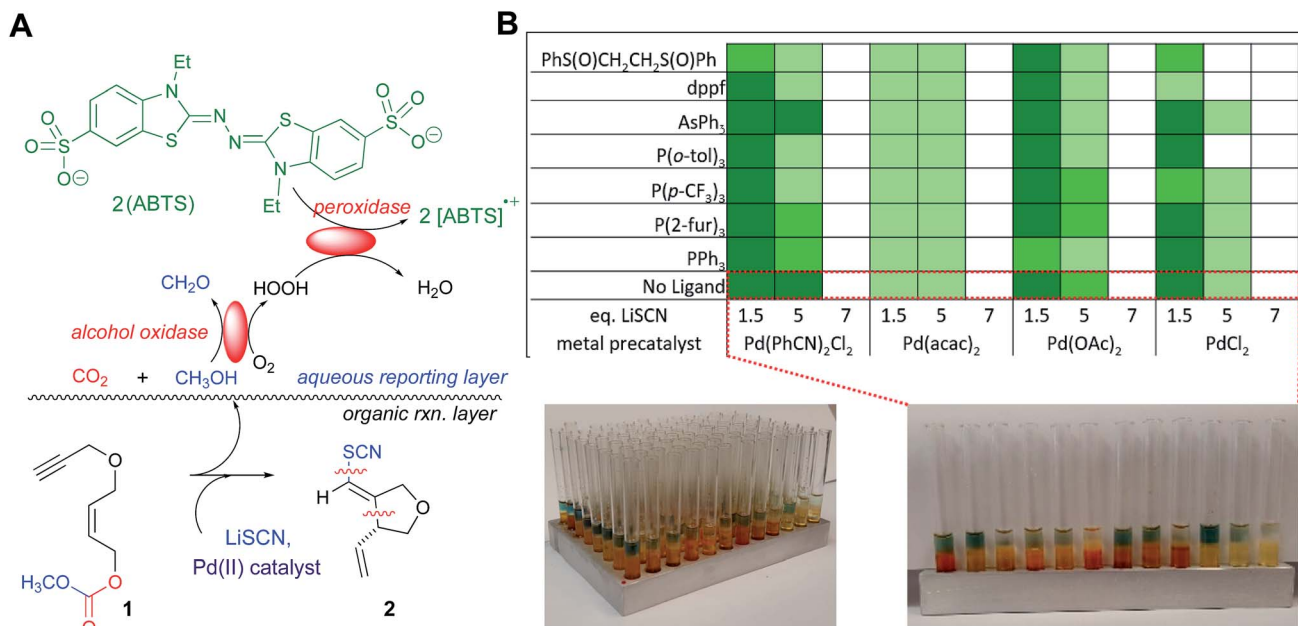 A
Et
N
S
N
N
S
N
Et
O
O
S
O⊖
O
O
S
O⊖
2(ABTS)
peroxidase
2 [ABTS]•+
CH₂O
HOOH
H₂O
alcohol oxidase
O₂
CO₂ + CH₃OH
aqueous reporting layer
organic rxn. layer
O
SCN
H
O
LiSCN,
Pd(II) catalyst
H₃CO
O
O
1
2
B
PhS(O)CH₂CH₂S(O)Ph
dppf
AsPh₃
P(o-tol)₃
P(p-CF₃)₃
P(2-fur)₃
PPh₃
No Ligand
eq. LiSCN 1.5 5 7 1.5 5 7 1.5 5 7 1.5 5 7
metal precatalyst Pd(PhCN)₂Cl₂ Pd(acac)₂ Pd(OAc)₂ PdCl₂